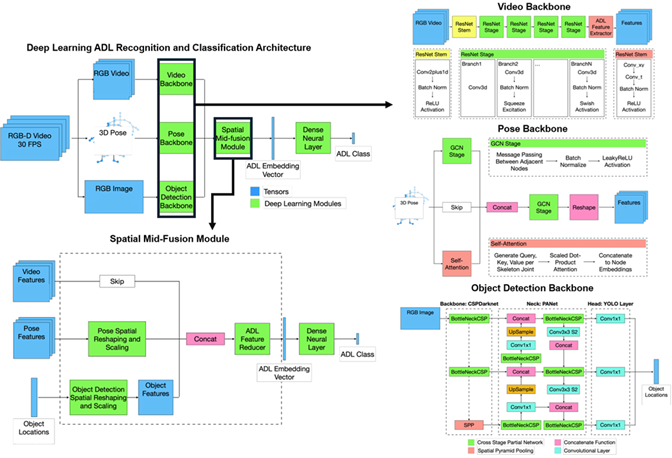 Deep Learning ADL Recognition and Classification Architecture
RGB-D Video
30 FPS
RGB Video
3D Pose
RGB Image
Video
Backbone
Pose
Backbone
Object
Detection
Backbone
Spatial
Mid-fusion
Module
ADL Embedding
Vector
Dense
Neural
Layer
ADL Class
Tensors
Deep Learning Modules
Spatial Mid-Fusion Module
Video
Features
Skip
Pose
Features
Pose Spatial
Reshaping and
Scaling
Concat
ADL
Feature
Reducer
ADL Embedding
Vector
Dense
Neural
Layer
ADL Class
Object
Locations
Object Detection
Spatial Reshaping
and Scaling
Object
Features
Video Backbone
RGB Video
ResNet
Stem
ResNet
Stage
ResNet
Stage
ResNet
Stage
ResNet
Stage
ADL
Feature
Extractor
Features
ResNet Stem
Conv2plus1d
Batch Norm
ReLU
Activation
ResNet Stage
Branch1
Conv3d
Branch2
Conv3d
Batch Norm
Squeeze
Excitation
...
BranchN
Conv3d
Batch Norm
Swish
Activation
ResNet Stem
Conv_xy
Conv_t
Batch Norm
ReLU
Activation
Pose Backbone
3D Pose
GCN
Stage
Skip
Self-
Attention
Concat
GCN
Stage
Reshape
Features
GCN Stage
Message Passing
Between Adjacent
Nodes
Batch
Normalize
LeakyReLU
Activation
Self-Attention
Generate Query,
Key, Value per
Skeleton Joint
Scaled Dot-
Product
Attention
Concatenate
to Node
Embeddings
Object Detection Backbone
RGB Image
Backbone: CSPDarknet
Neck: PANet
Head: YOLO Layer
BottleNeckCSP
Concat
BottleNeckCSP
Conv1x1
UpSample
Conv3x3 S2
Conv1x1
Concat
BottleNeckCSP
BottleNeckCSP
Concat
BottleNeckCSP
Conv1x1
UpSample
Conv3x3 S2
Conv1x1
Concat
SPP
BottleNeckCSP
BottleNeckCSP
Conv1x1
Object
Locations
Cross Stage Partial Network
Spatial Pyramid Pooling
Concatenate Function
Convolutional Layer